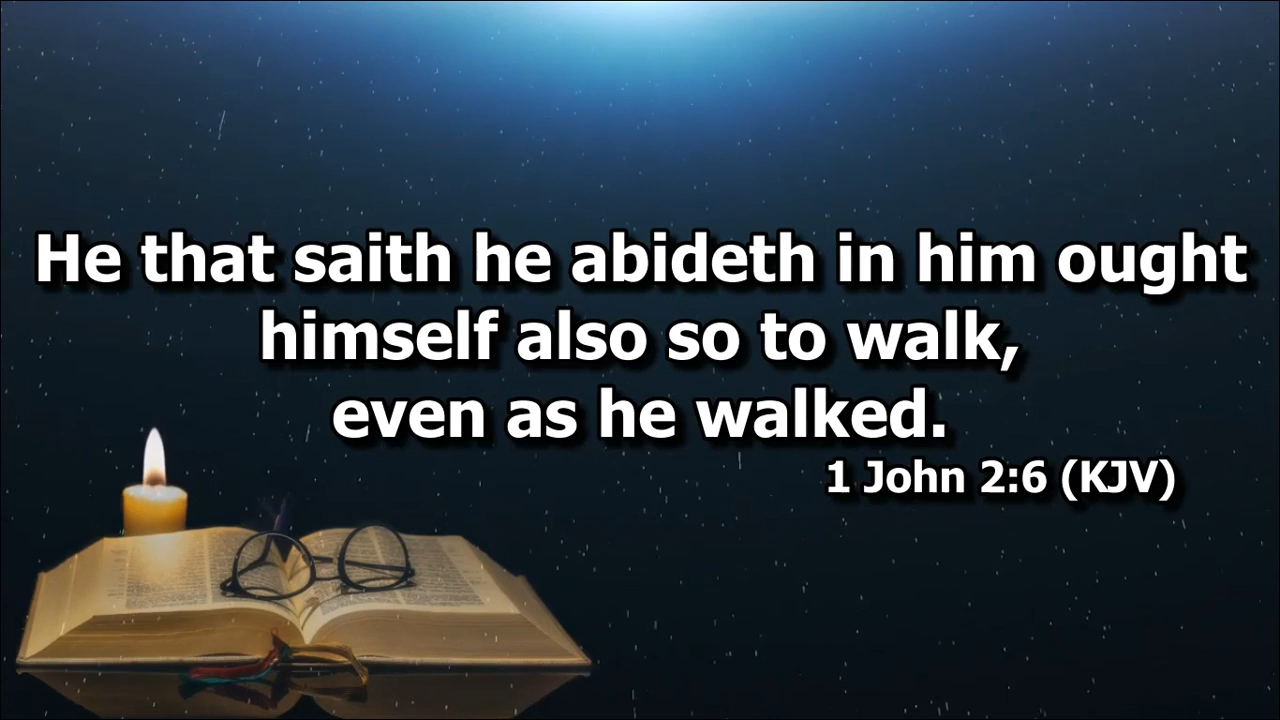 He that saith he abideth in him ought
himself also so to walk,
even as he walked.
1 John 2:6 (KJV)